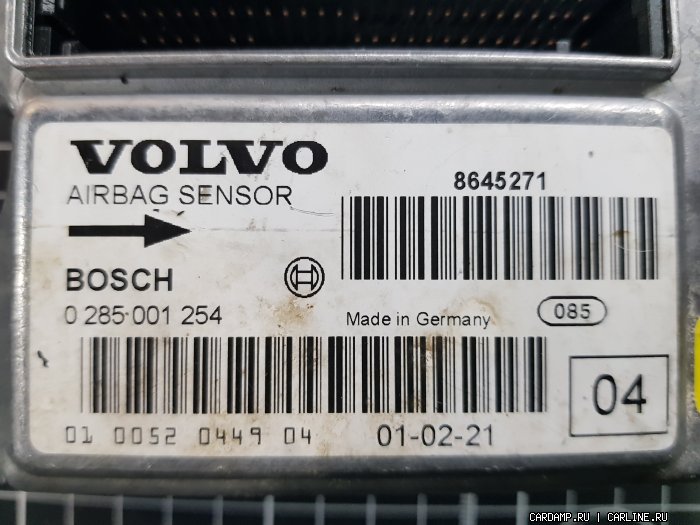 VOLVO
AIRBAG SENSOR
8645271
BOSCH
0 285 001 254
Made in Germany
085
04
01 0052 0449 04
01-02-21
CARDAMP.RU | CARLINE.RU